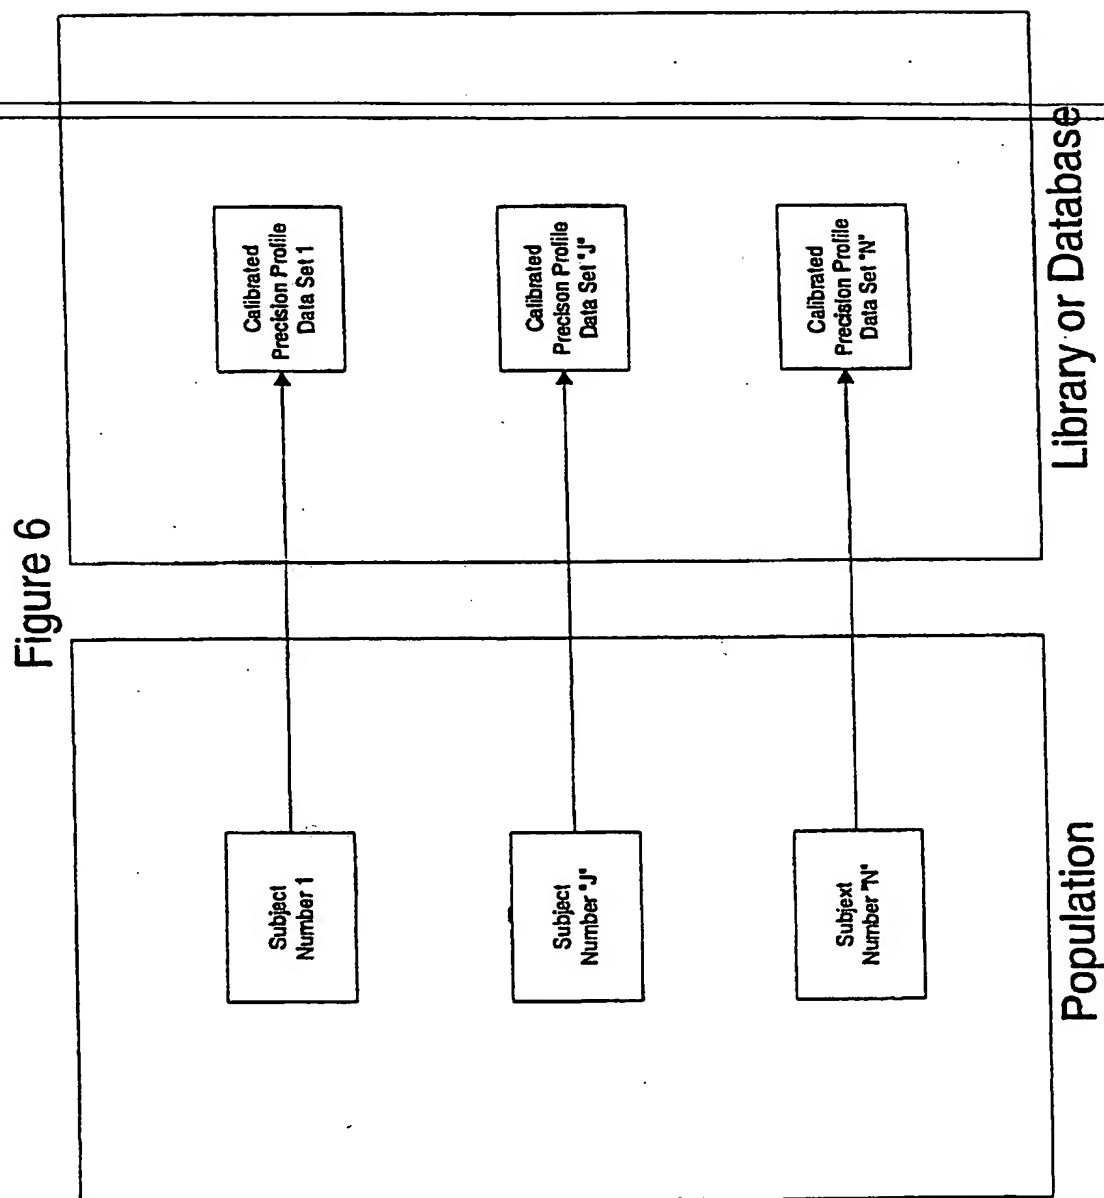 Figure 6
Subject
Number 1
Calibrated
Precision Profile
Data Set 1
Subject
Number "J"
Calibrated
Precison Profile
Data Set "J"
Subjext
Number "N"
Calibrated
Precision Profile
Data Set "N"
Population
Library or Database